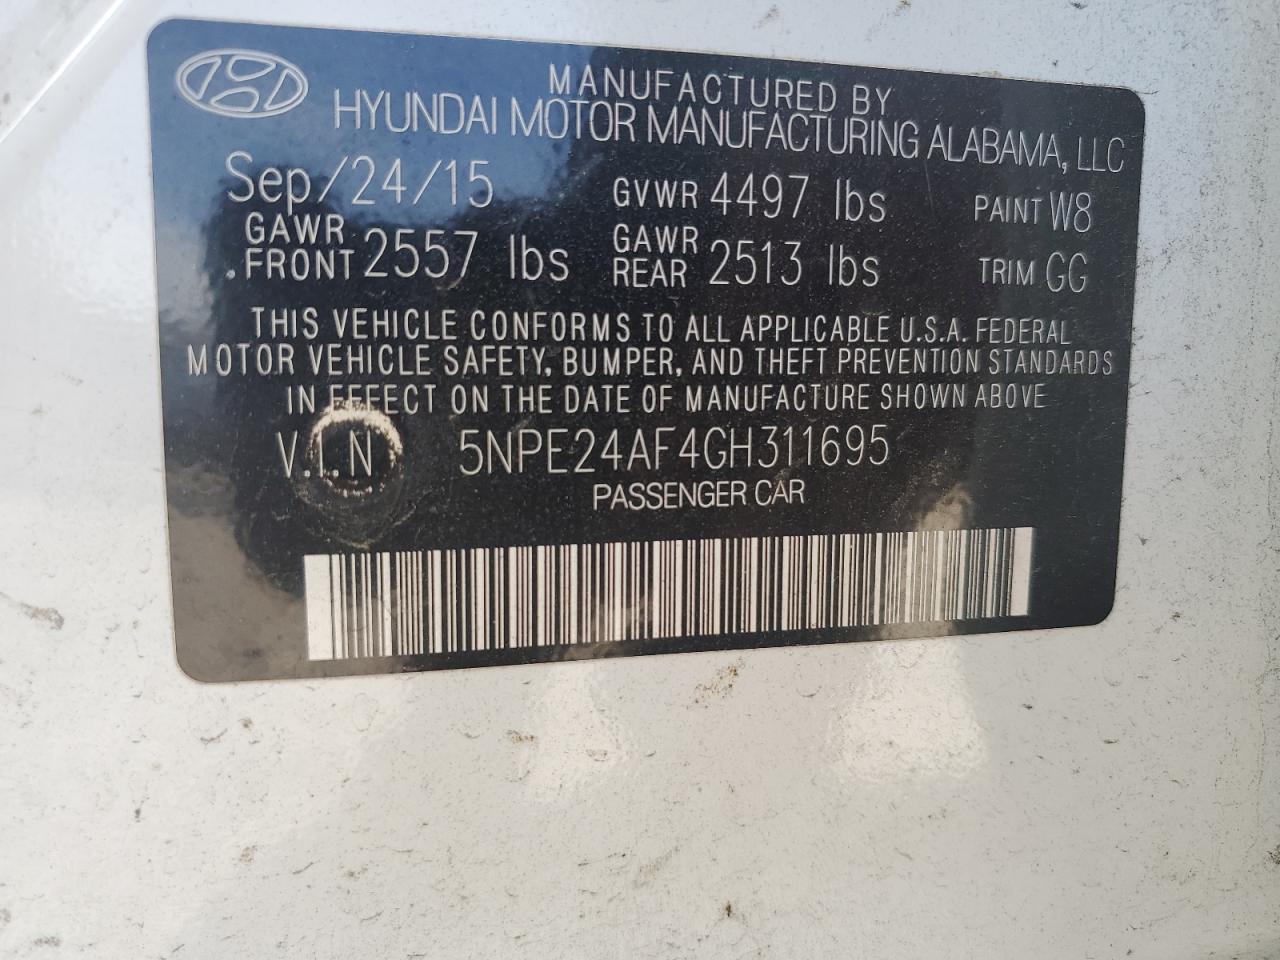 MANUFACTURED BY
HYUNDAI MOTOR MANUFACTURING ALABAMA, LLC
Sep/24/15 GVWR 4497 lbs PAINT W8
GAWR FRONT 2557 lbs GAWR REAR 2513 lbs TRIM GG
THIS VEHICLE CONFORMS TO ALL APPLICABLE U.S.A. FEDERAL
MOTOR VEHICLE SAFETY, BUMPER, AND THEFT PREVENTION STANDARDS
IN EFFECT ON THE DATE OF MANUFACTURE SHOWN ABOVE
V.I.N 5NPE24AF4GH311695
PASSENGER CAR